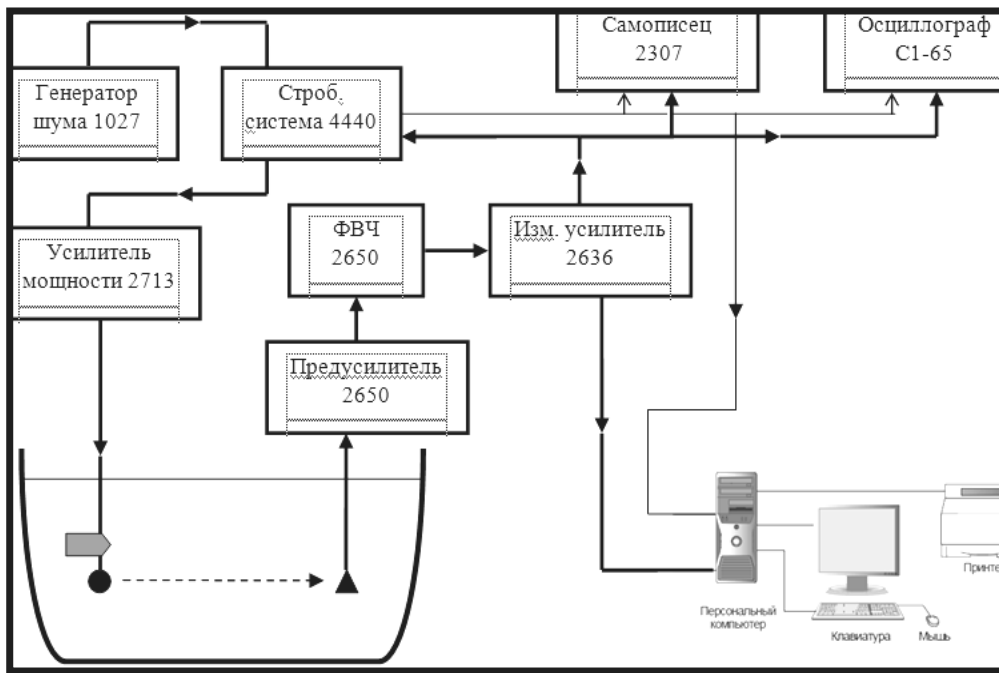 Самописец
2307
Осциллограф
С1-65
Генератор
шума 1027
Строб.
система 4440
ФВЧ
2650
Изм. усилитель
2636
Усилитель
мощности 2713
Предусилитель
2650
Принте
Персональный
компьютер
Клавиатура
Мышь